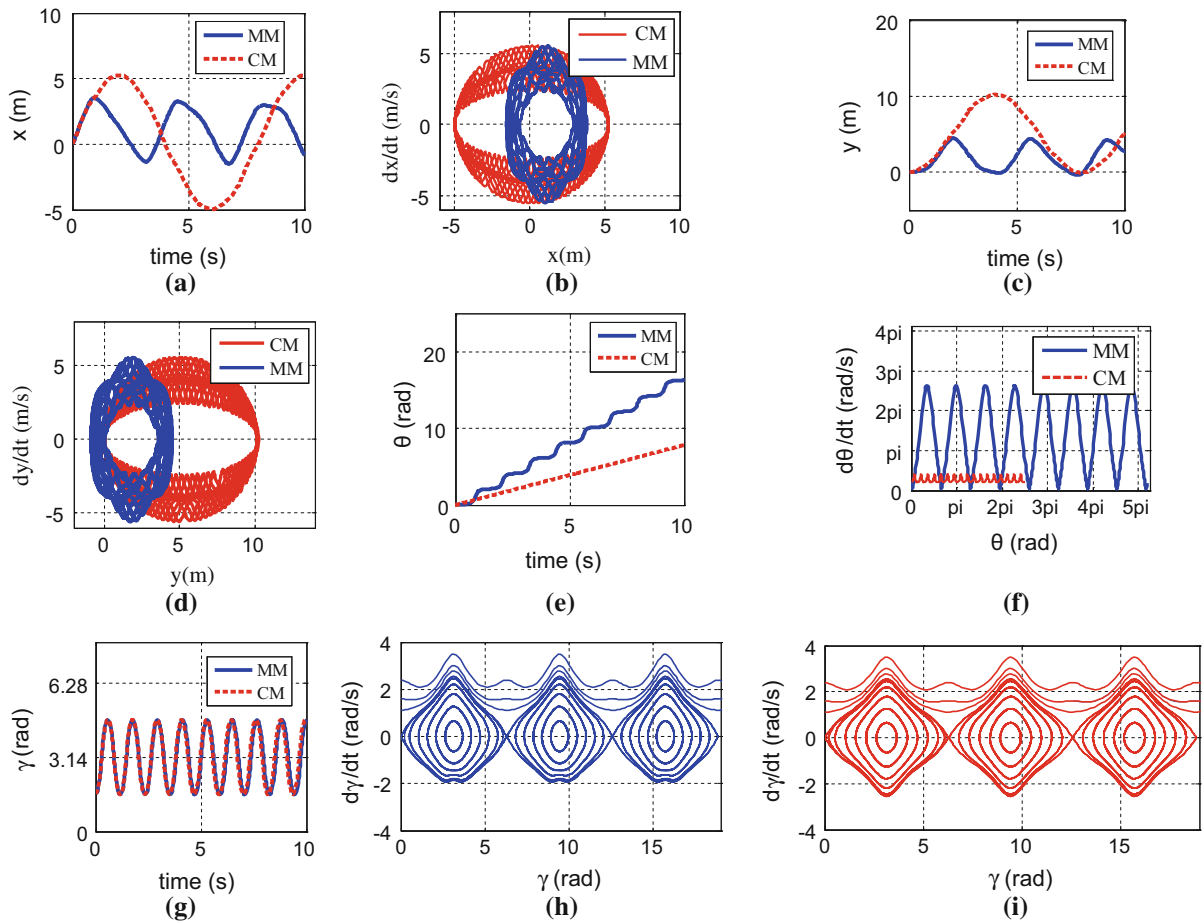 x (m)
10
5
0
-5
0
5
10
MM
CM
time (s)
(a)
dx/dt (m/s)
5
0
-5
-5
0
5
10
CM
MM
x(m)
(b)
y (m)
20
10
0
0
5
10
MM
CM
time (s)
(c)
dy/dt (m/s)
5
0
-5
0
5
10
CM
MM
y(m)
(d)
θ (rad)
20
10
0
0
5
10
MM
CM
time (s)
(e)
dθ/dt (rad/s)
4pi
3pi
2pi
pi
0
0
pi
2pi
3pi
4pi
5pi
MM
CM
θ (rad)
(f)
γ (rad)
6.28
3.14
0
0
5
10
MM
CM
time (s)
(g)
dγ/dt (rad/s)
4
2
0
-2
-4
0
5
10
15
γ (rad)
(h)
dγ/dt (rad/s)
4
2
0
-2
-4
0
5
10
15
γ (rad)
(i)